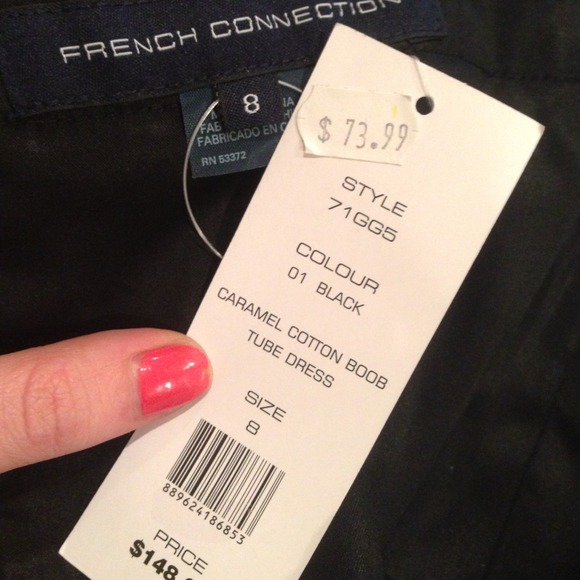 FRENCH CONNECTION
8
FABRICADO EN
RN 53372
$ 73.99
STYLE
71GG5
COLOUR
01 BLACK
CARAMEL COTTON BOOB
TUBE DRESS
SIZE
8
889624186853
PRICE
$148.